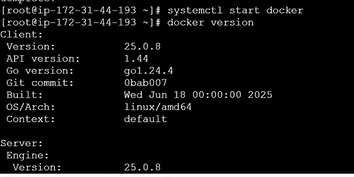 [root@ip-172-31-44-193 ~]# systemctl start docker
[root@ip-172-31-44-193 ~]# docker version
Client:
Version: 25.0.8
API version: 1.44
Go version: go1.24.4
Git commit: 0bab007
Built: Wed Jun 18 00:00:00 2025
OS/Arch: linux/amd64
Context: default
Server:
Engine:
Version: 25.0.8